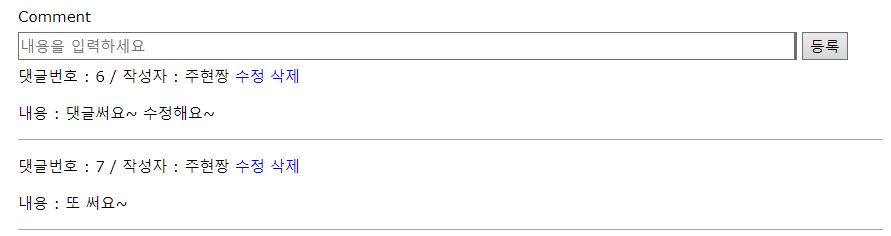 Comment
내용을 입력하세요 등록
댓글번호 : 6 / 작성자 : 주현짱 수정 삭제
내용 : 댓글써요~ 수정해요~
댓글번호 : 7 / 작성자 : 주현짱 수정 삭제
내용 : 또 써요~